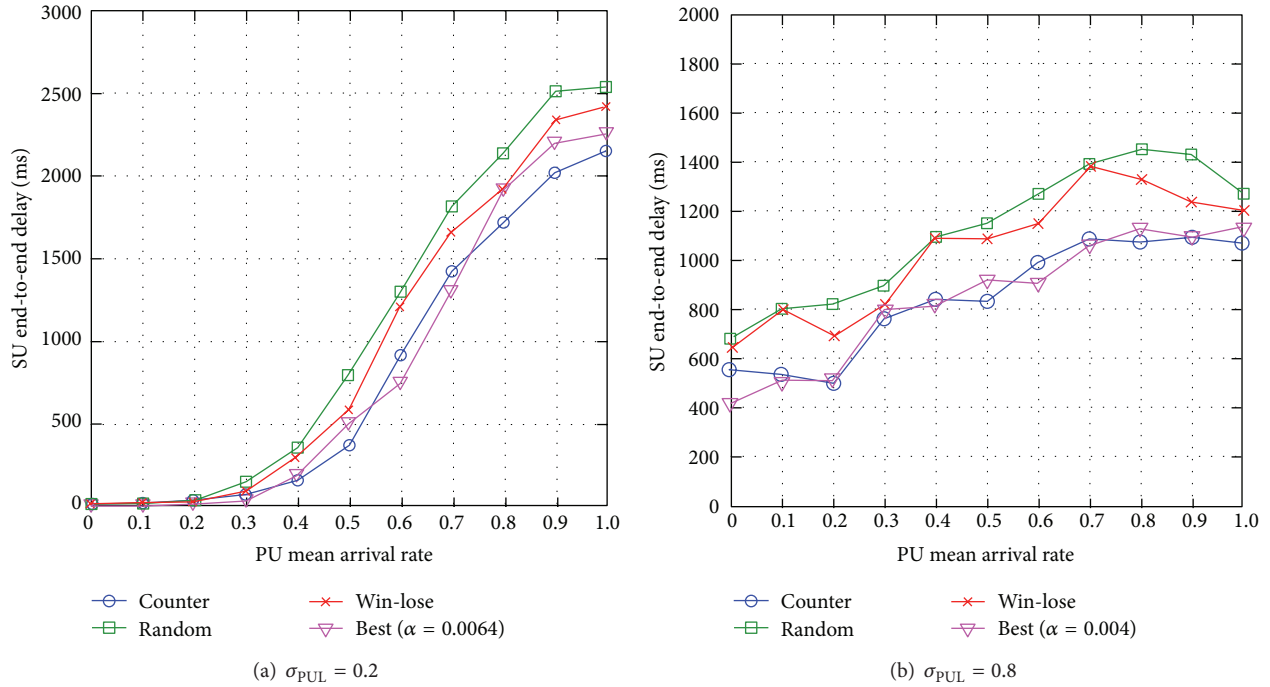 3000
2500
2000
1500
1000
500
0
SU end-to-end delay (ms)
0 0.1 0.2 0.3 0.4 0.5 0.6 0.7 0.8 0.9 1.0
PU mean arrival rate
Counter Win-lose
Random Best (α = 0.0064)
(a) σPUL = 0.2
1800
2000
1800
1600
1400
1200
1000
800
600
400
200
0
SU end-to-end delay (ms)
0 0.1 0.2 0.3 0.4 0.5 0.6 0.7 0.8 0.9 1.0
PU mean arrival rate
Counter Win-lose
Random Best (α = 0.004)
(b) σPUL = 0.8